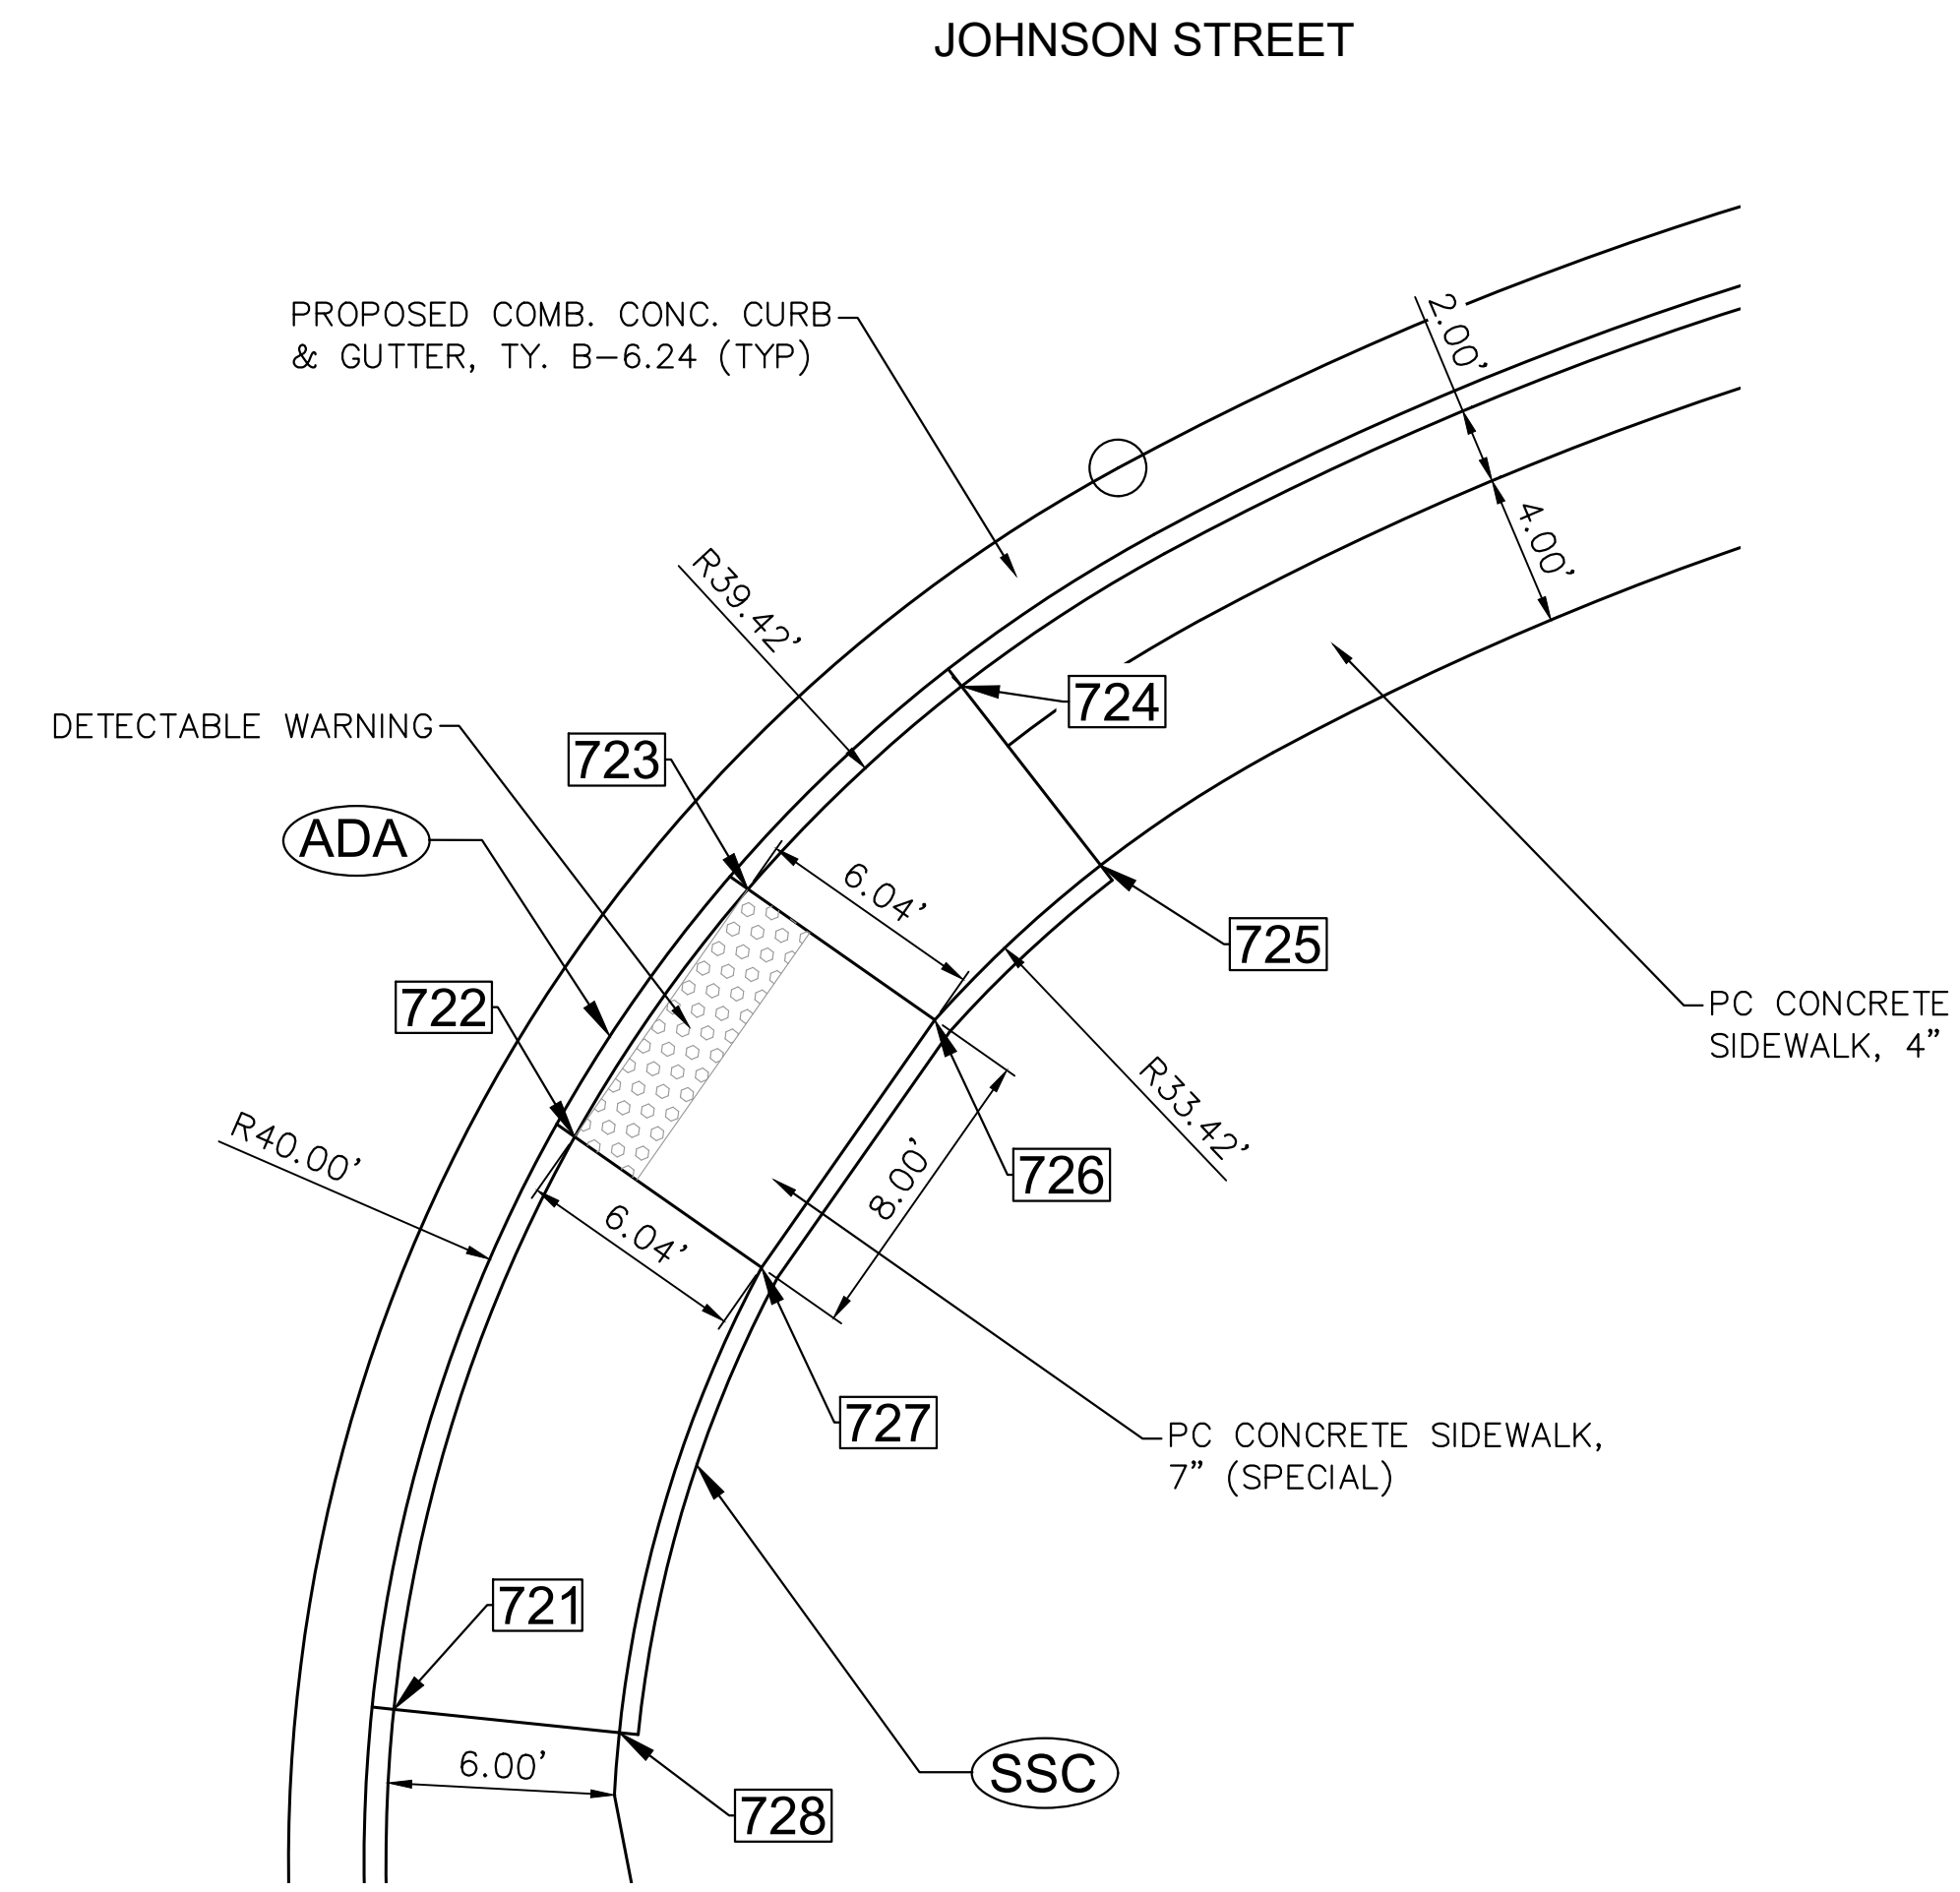 JOHNSON STREET
PROPOSED COMB. CONC. CURB
& GUTTER, TY. B-6.24 (TYP)
2.00’
4.00’
R39.42’
724
DETECTABLE WARNING
723
ADA
6.04’
725
722
PC CONCRETE
SIDEWALK, 4”
R40.00’
R33.42’
726
8.00’
6.04’
727
PC CONCRETE SIDEWALK,
7” (SPECIAL)
721
6.00’
SSC
728